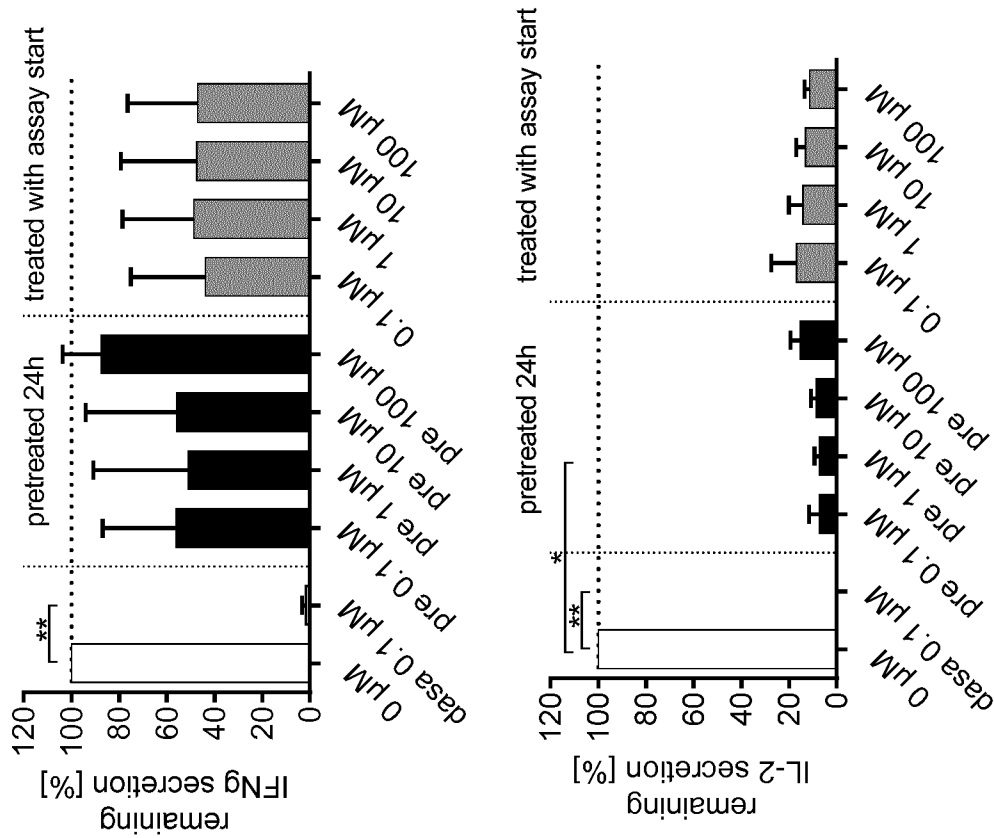 remaining
IFNg secretion [%]
120
100
80
60
40
20
0
**
pretreated 24h
treated with assay start
0 µM
dasa 0.1 µM
pre 0.1 µM
pre 1 µM
pre 10 µM
pre 100 µM
0.1 µM
1 µM
10 µM
100 µM
remaining
IL-2 secretion [%]
120
100
80
60
40
20
0
*
**
pretreated 24h
treated with assay start
0 µM
dasa 0.1 µM
pre 0.1 µM
pre 1 µM
pre 10 µM
pre 100 µM
0.1 µM
1 µM
10 µM
100 µM